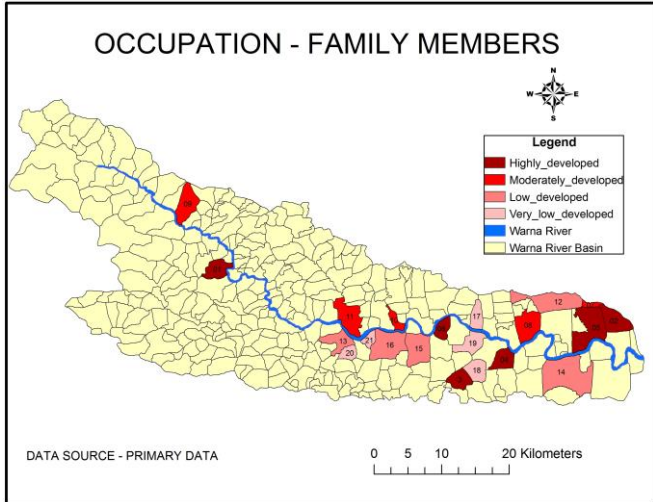 OCCUPATION - FAMILY MEMBERS
N
W E
S
Legend
Highly_developed
Moderately_developed
Low_developed
Very_low_developed
Warna River
Warna River Basin
12
17
13
21
16
15
19
20
18
14
DATA SOURCE - PRIMARY DATA
0 5 10 20 Kilometers